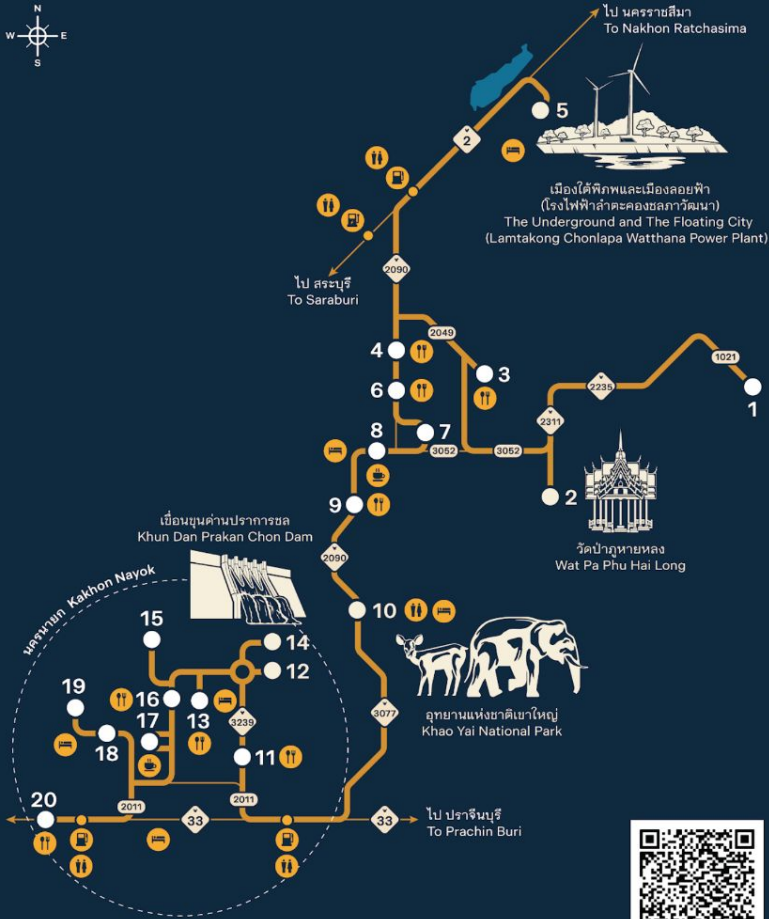 N
W E
S
ไป นครราชสีมา
To Nakhon Ratchasima
5
2
เมืองใต้พิภพและเมืองลอยฟ้า
(โรงไฟฟ้าลำตะคองชลภาวัฒนา)
The Underground and The Floating City
(Lamtakong Chonlapa Watthana Power Plant)
2090
ไป สระบุรี
To Saraburi
2049
4
3
1021
6
2235
1
2311
7
8
3052
3052
2
9
วัดป่าภูหายหลง
Wat Pa Phu Hai Long
เขื่อนขุนด่านปราการชล
Khun Dan Prakan Chon Dam
2090
นครนายก Kakhon Nayok
10
15
14
12
อุทยานแห่งชาติเขาใหญ่
Khao Yai National Park
19
16
13
3239
3077
17
18
11
20
2011
2011
33
33
ไป ปราจีนบุรี
To Prachin Buri